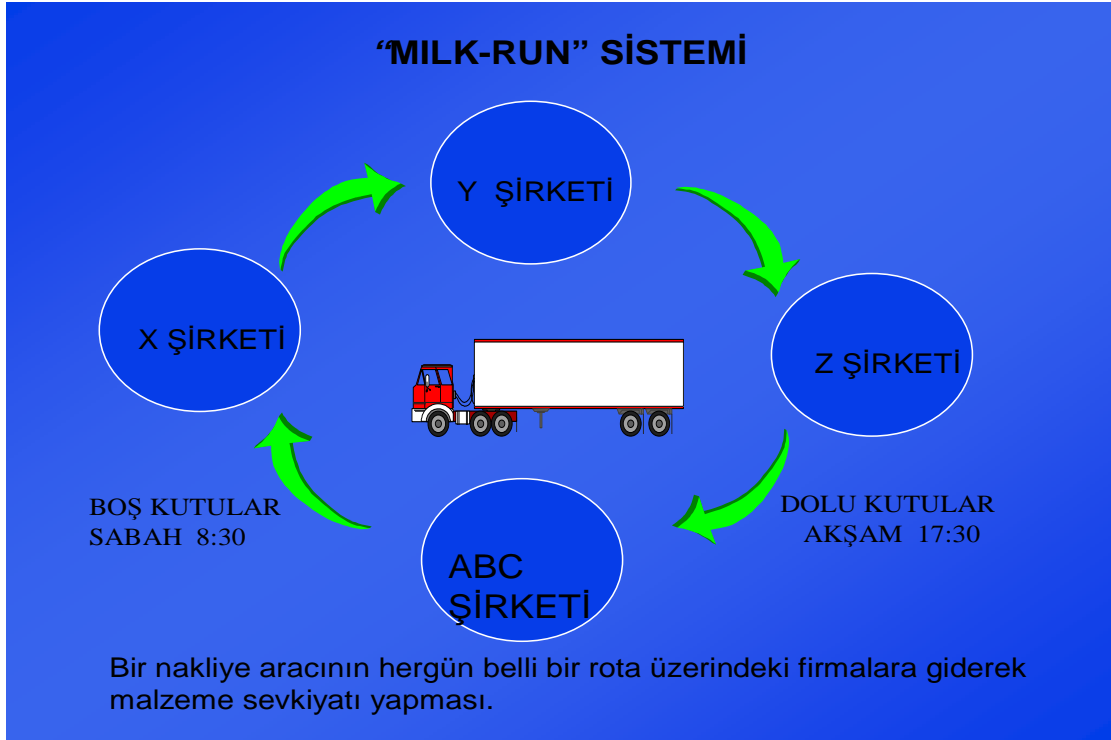 “MILK-RUN” SİSTEMİ
Y ŞİRKETİ
X ŞİRKETİ
Z ŞİRKETİ
BOŞ KUTULAR
SABAH 8:30
DOLU KUTULAR
AKŞAM 17:30
ABC
ŞİRKETİ
Bir nakliye aracının hergün belli bir rota üzerindeki firmalara giderek
malzeme sevkiyatı yapması.